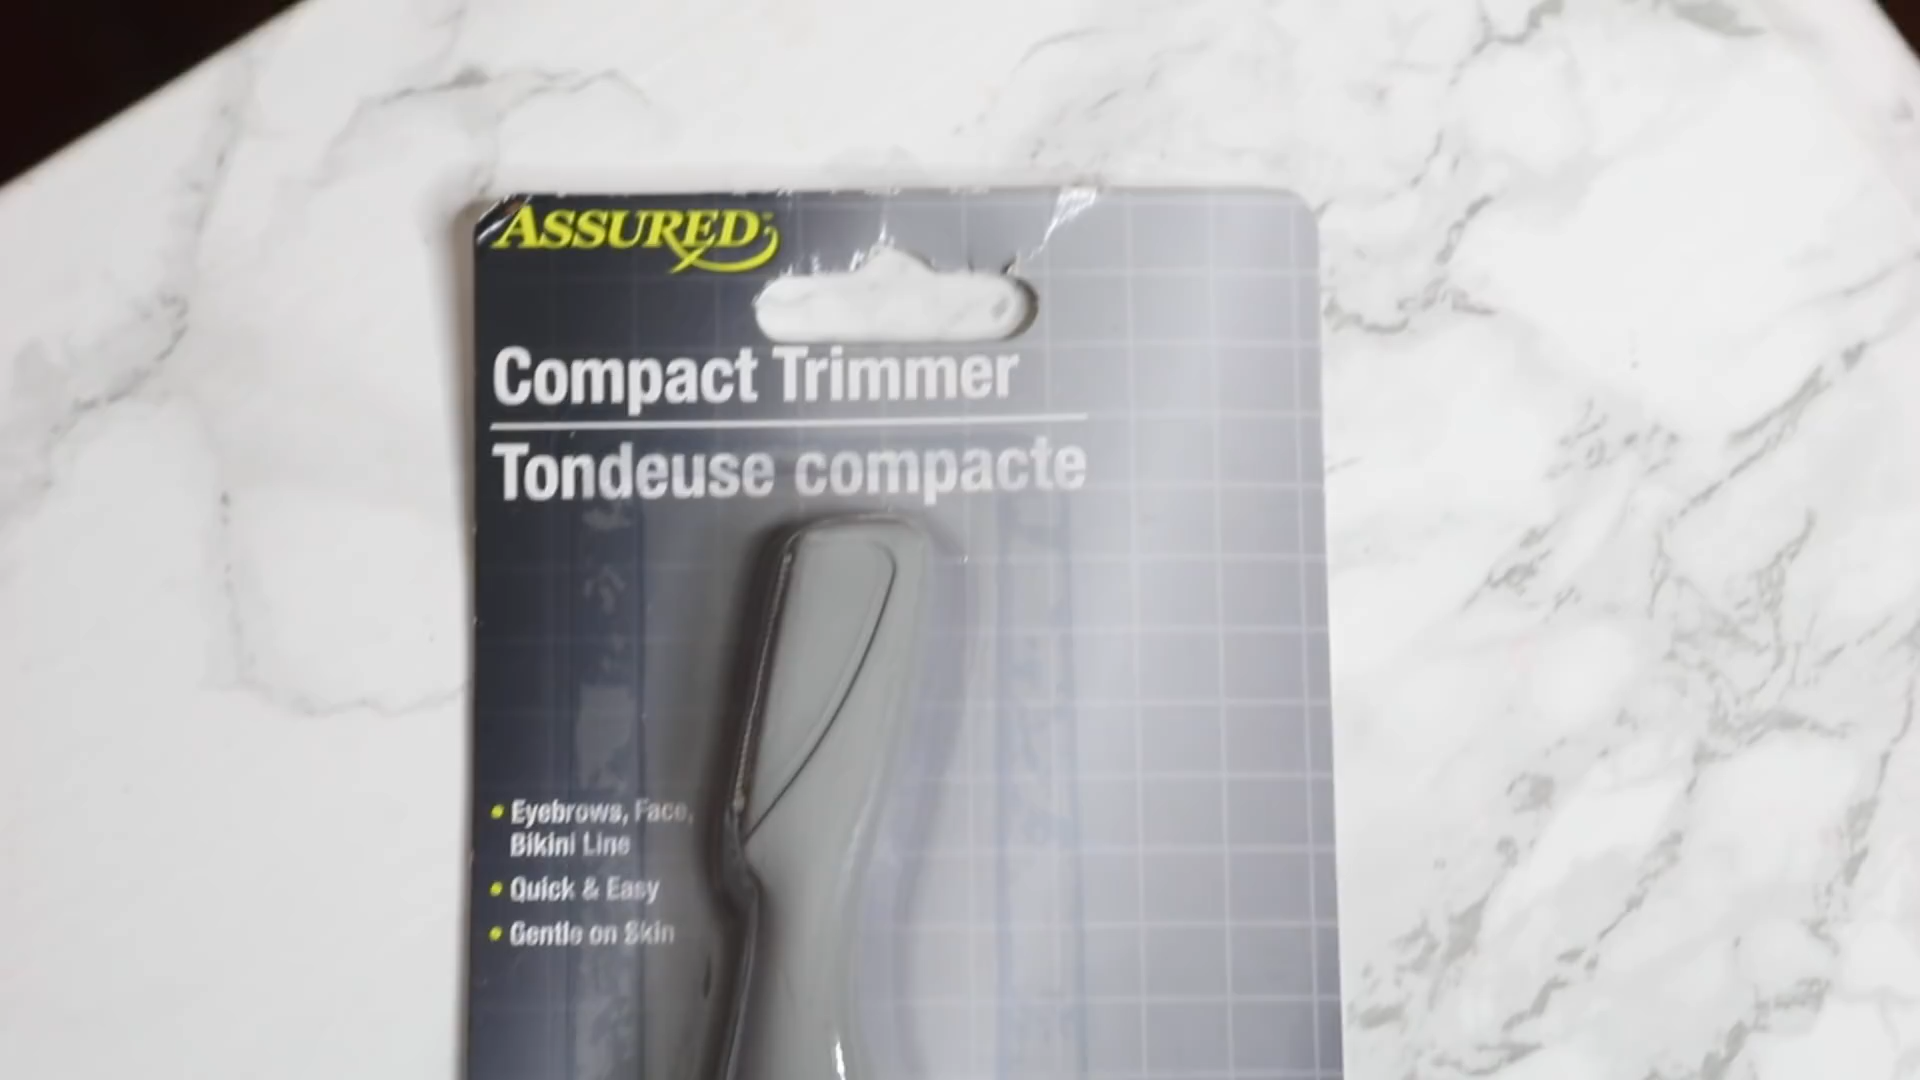 ASSURED
Compact Trimmer
Tondeuse compacte
• Eyebrows, Face,
Bikini Line
• Quick & Easy
• Gentle on Skin